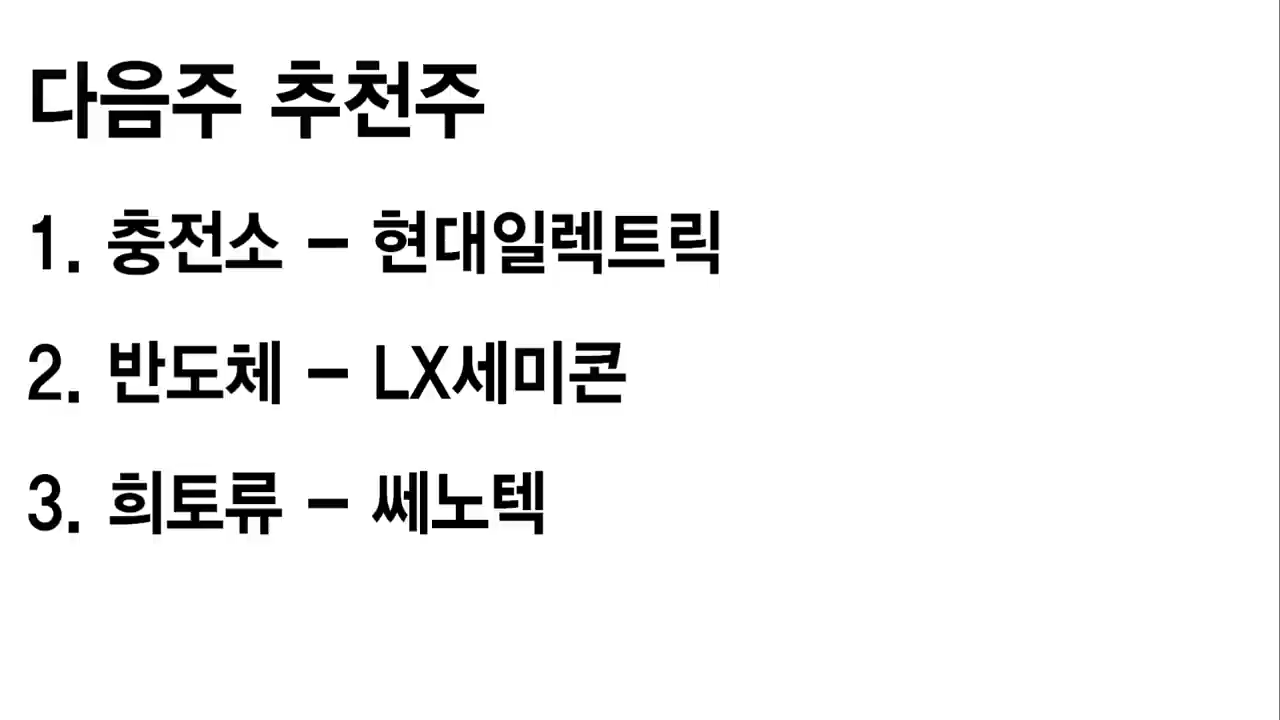 다음주 추천주
1. 충전소 - 현대일렉트릭
2. 반도체 - LX세미콘
3. 희토류 - 쎄노텍